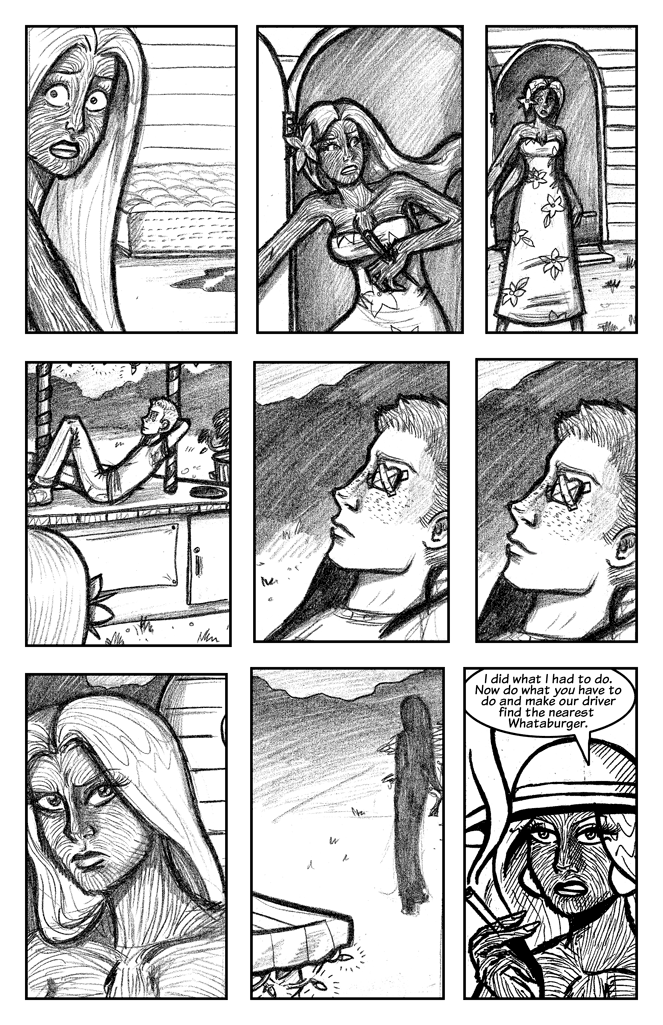 I did what I had to do.
Now do what you have to
do and make our driver
find the nearest
Whataburger.